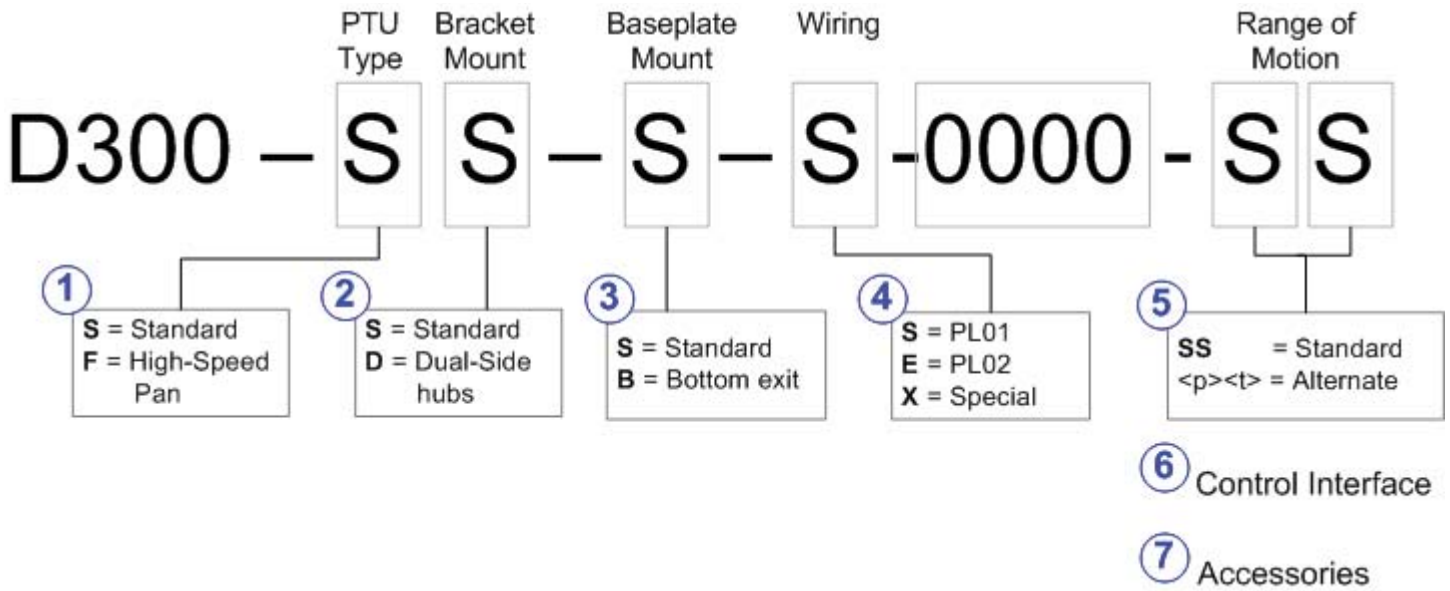 PTU Type
Bracket Mount
Baseplate Mount
Wiring
Range of Motion
D300 – S S – S – S -0000 - S S
1
S = Standard
F = High-Speed
Pan
2
S = Standard
D = Dual-Side
hubs
3
S = Standard
B = Bottom exit
4
S = PL01
E = PL02
X = Special
5
SS = Standard
<p><t> = Alternate
6 Control Interface
7 Accessories